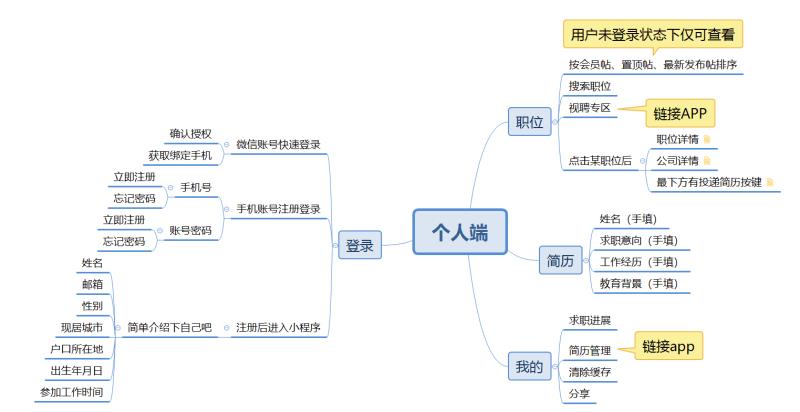 个人端
登录
微信账号快速登录
确认授权
获取绑定手机
手机账号注册登录
手机号
立即注册
忘记密码
账号密码
立即注册
忘记密码
注册后进入小程序
简单介绍下自己吧
姓名
邮箱
性别
现居城市
户口所在地
出生年月日
参加工作时间
职位
用户未登录状态下仅可查看
按会员帖、置顶帖、最新发布帖排序
搜索职位
视聘专区
链接APP
点击某职位后
职位详情
公司详情
最下方有投递简历按键
简历
姓名（手填）
求职意向（手填）
工作经历（手填）
教育背景（手填）
我的
求职进展
简历管理
链接app
清除缓存
分享